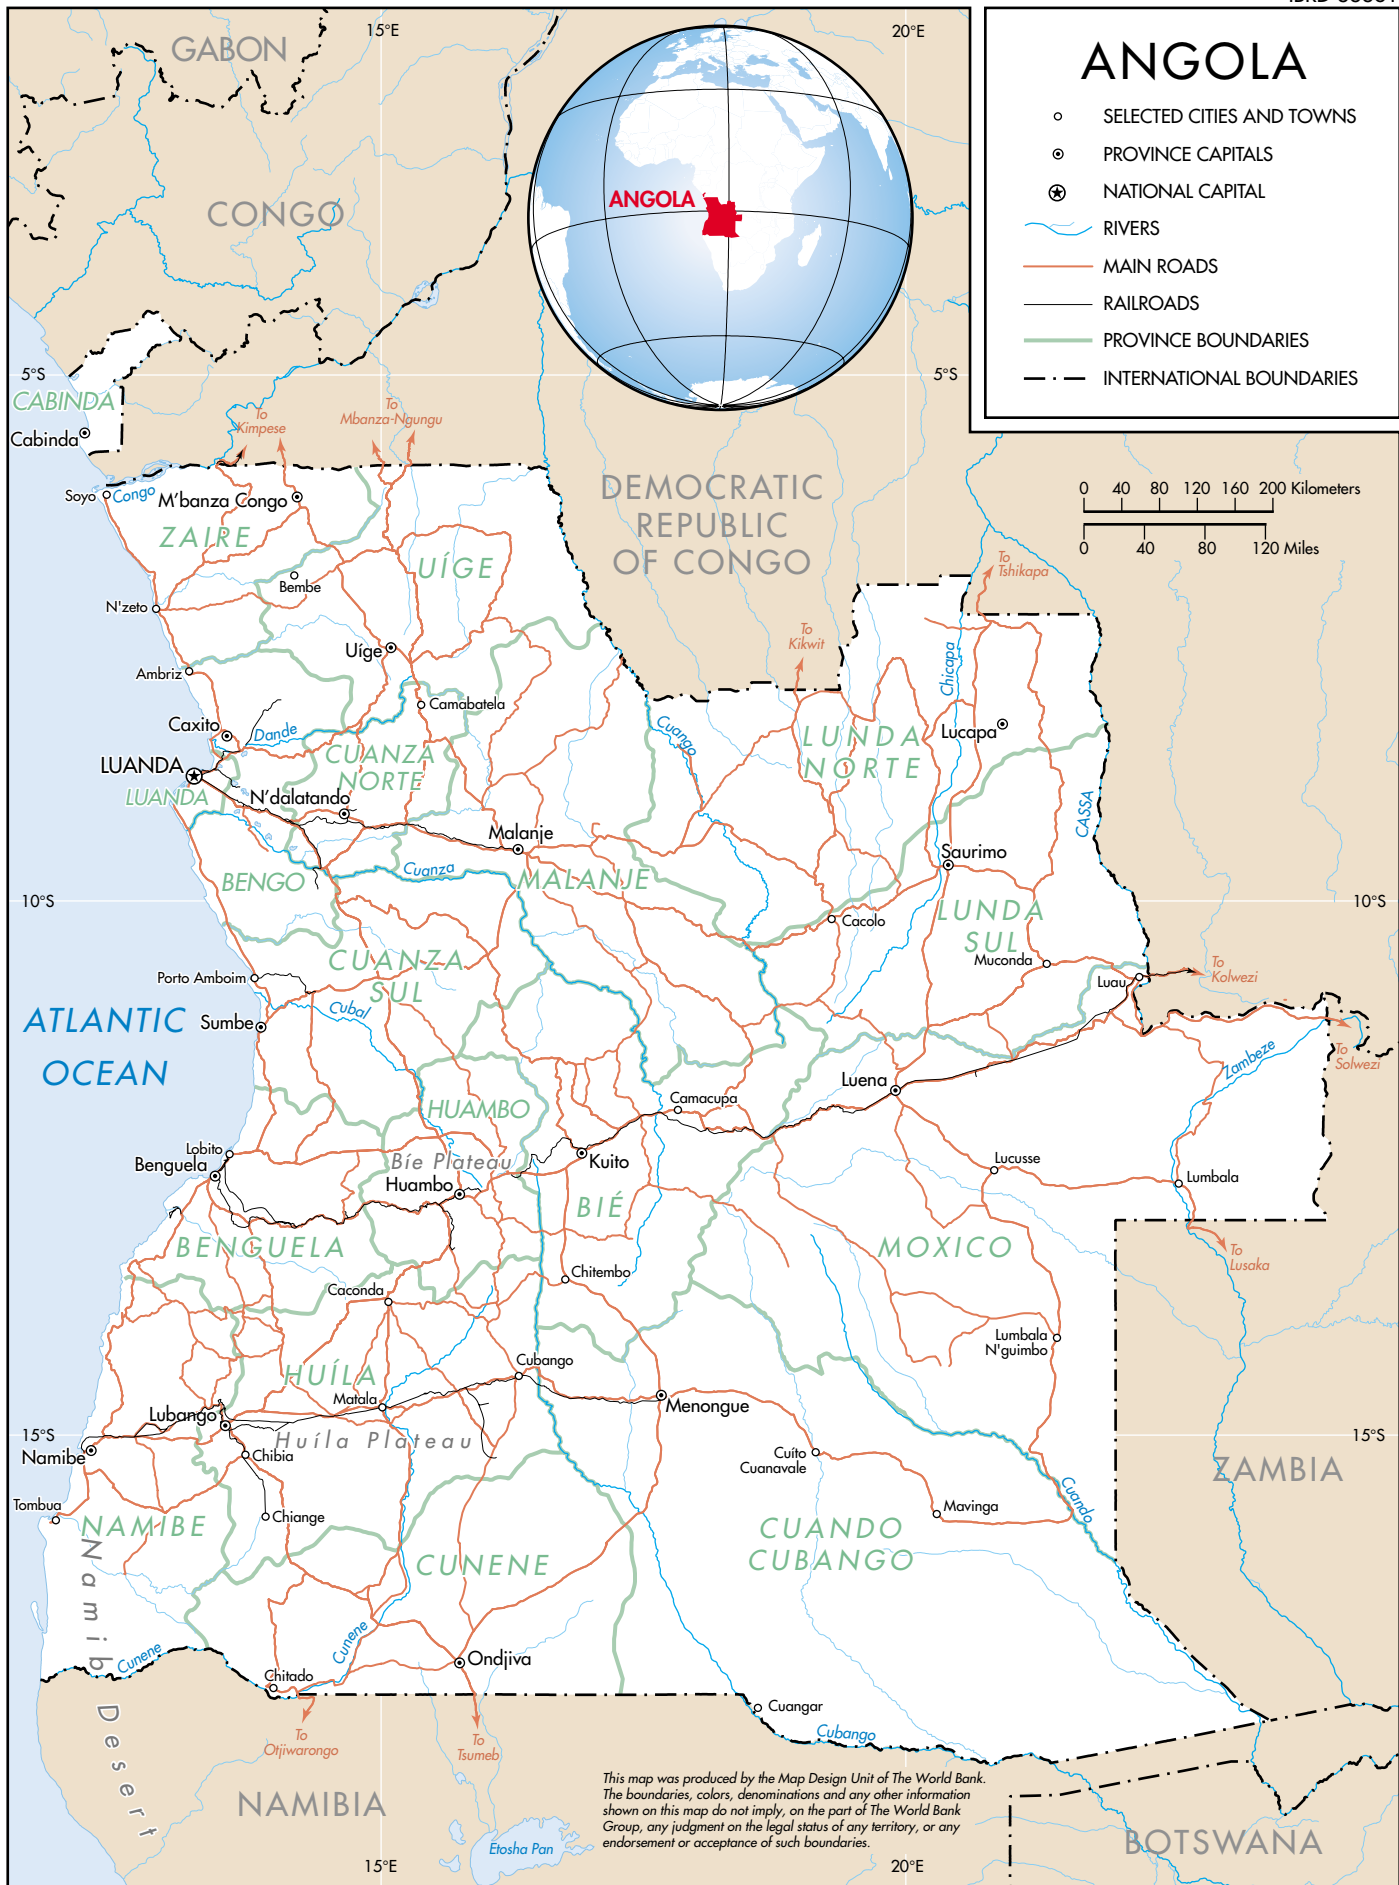 ANGOLA
SELECTED CITIES AND TOWNS
PROVINCE CAPITALS
NATIONAL CAPITAL
RIVERS
MAIN ROADS
RAILROADS
PROVINCE BOUNDARIES
INTERNATIONAL BOUNDARIES
15°E
20°E
GABON
CONGO
ANGOLA
5°S
5°S
CABINDA
Cabinda
To
Kimpese
To
Mbanza-Ngungu
DEMOCRATIC
REPUBLIC
OF CONGO
0 40 80 120 160 200 Kilometers
0 40 80 120 Miles
Soyo
Congo
M'banza Congo
ZAIRE
UÍGE
Bembe
N'zeto
To
Tshikapa
To
Kikwit
Uíge
Ambriz
Chicapa
Camabatela
Caxito
Dande
Cuango
Lucapa
LUNDA
NORTE
CUANZA
NORTE
LUANDA
LUANDA
N'dalatando
CASSA
Malanje
Saurimo
Cuanza
MALANJE
BENGO
10°S
10°S
Cacolo
LUNDA
SUL
CUANZA
SUL
Muconda
Porto Amboim
Luau
To
Kolwezi
Cubal
Sumbe
ATLANTIC
OCEAN
Zambeze
To
Solwezi
Luena
Camacupa
HUAMBO
Lobito
Benguela
Bíe Plateau
Kuito
Huambo
Lucusse
Lumbala
BIÉ
BENGUELA
MOXICO
To
Lusaka
Chitembo
Caconda
Lumbala
N'guimbo
HUÍLA
Cubango
Matala
Menongue
Lubango
Huíla Plateau
15°S
15°S
Namibe
Chibia
Cuíto
Cuanavale
ZAMBIA
Tombua
Chiange
Mavinga
Cuando
NAMIBE
CUANDO
CUBANGO
CUNENE
Namib Desert
Cunene
Cunene
Ondjiva
Chitado
Cuangar
Cubango
To
Otjiwarongo
To
Tsumeb
NAMIBIA
This map was produced by the Map Design Unit of The World Bank.
The boundaries, colors, denominations and any other information
shown on this map do not imply, on the part of The World Bank
Group, any judgment on the legal status of any territory, or any
endorsement or acceptance of such boundaries.
Etosha Pan
BOTSWANA
15°E
20°E